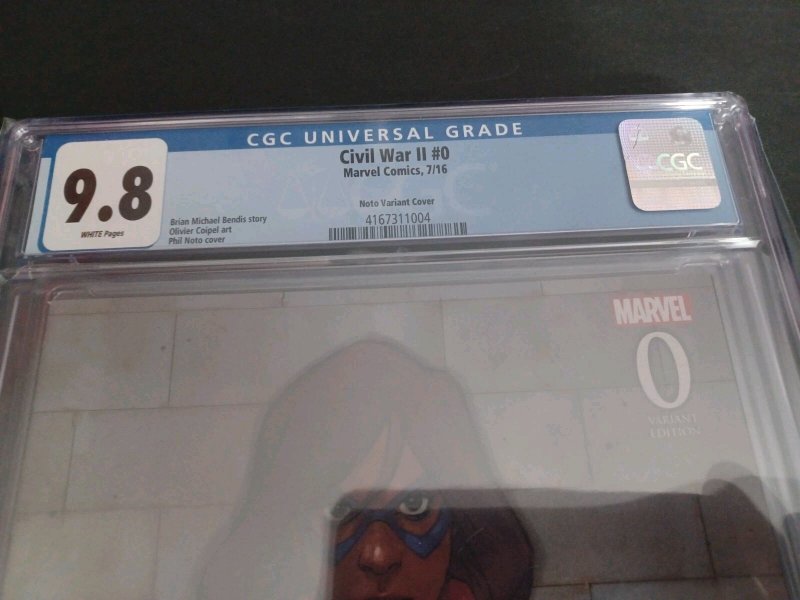 CGC UNIVERSAL GRADE
9.8
WHITE Pages
Civil War II #0
Marvel Comics, 7/16
Noto Variant Cover
4167311004
Brian Michael Bendis story
Olivier Coipel art
Phil Noto cover
CGC
MARVEL
0
VARIANT
EDITION